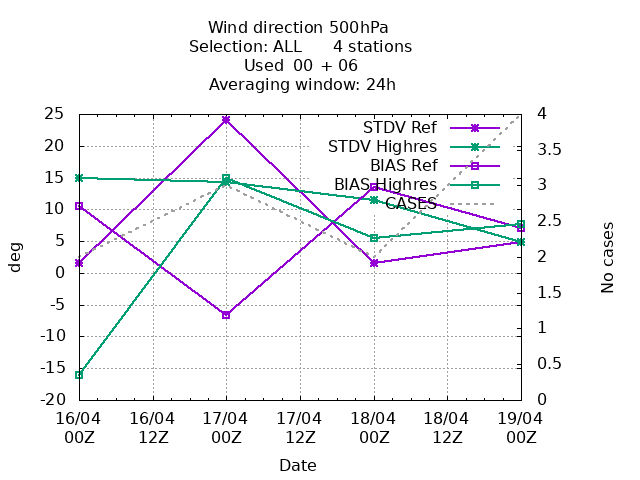 Wind direction 500hPa
Selection: ALL 4 stations
Used 00 + 06
Averaging window: 24h
25
20
15
10
5
0
-5
-10
-15
-20
deg
4
3.5
3
2.5
2
1.5
1
0.5
0
No cases
STDV Ref
STDV Highres
BIAS Ref
BIAS Highres
CASES
16/04 16/04 17/04 17/04 18/04 18/04 19/04
00Z 12Z 00Z 12Z 00Z 12Z 00Z
Date